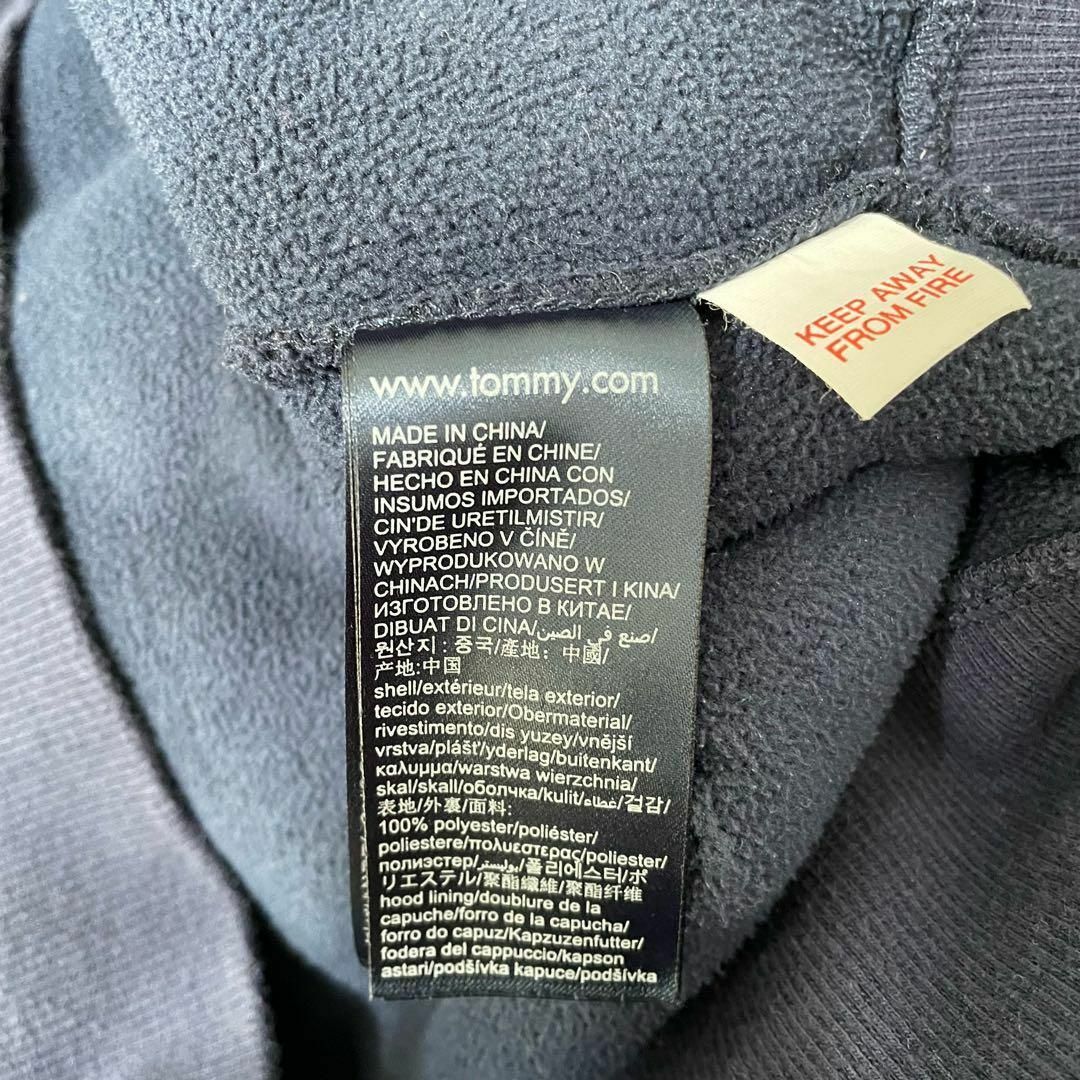 www.tommy.com
MADE IN CHINA/
FABRIQUÉ EN CHINE/
HECHO EN CHINA CON
INSUMOS IMPORTADOS/
CIN'DE URETILMISTIR/
VYROBENO V ČÍNĚ/
WYPRODUKOWANO W
CHINACH/PRODUSERT I KINA/
ИЗГОТОВЛЕНО В КИТАЕ/
DIBUAT DI CINA/صنع في الصين/
원산지 : 중국/產地: 中國/
产地:中国
shell/extérieur/tela exterior/
tecido exterior/Obermaterial/
rivestimento/dis yuzey/vnější
vrstva/plášť/yderlag/buitenkant/
καλυμμα/warstwa wierzchnia/
skal/skall/оболчка/kulit/غطاء/겉감/
表地/外裏/面料:
100% polyester/poliéster/
poliestere/πολυεστερας/poliester/
полиэстер/بوليستر/폴리에스터/ポ
リエステル/聚酯纖維/聚酯纤维
hood lining/doublure de la
capuche/forro de la capucha/
forro do capuz/Kapzuzenfutter/
fodera del cappuccio/kapson
astari/podšívka kapuce/podšívka
KEEP AWAY
FROM FIRE